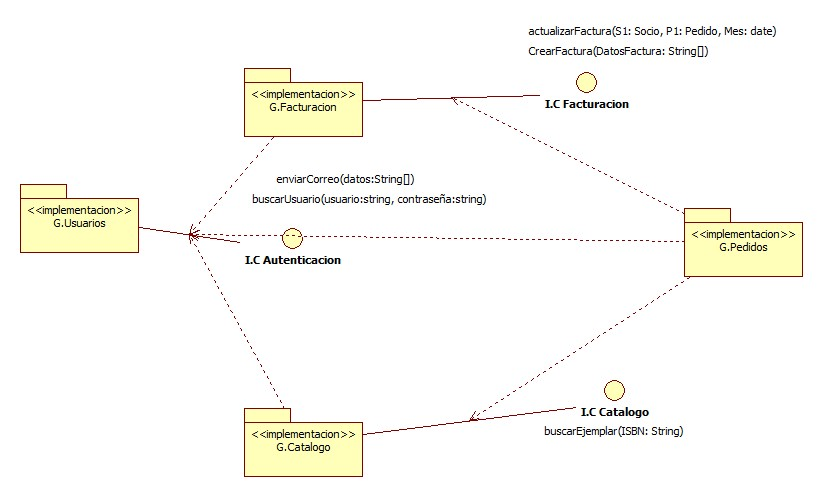 actualizarFactura(S1: Socio, P1: Pedido, Mes: date)
CrearFactura(DatosFactura: String[])
<<implementacion>>
G.Facturacion
I.C Facturacion
enviarCorreo(datos:String[])
buscarUsuario(usuario:string, contraseña:string)
<<implementacion>>
G.Usuarios
I.C Autenticacion
<<implementacion>>
G.Pedidos
I.C Catalogo
buscarEjemplar(ISBN: String)
<<implementacion>>
G.Catalogo